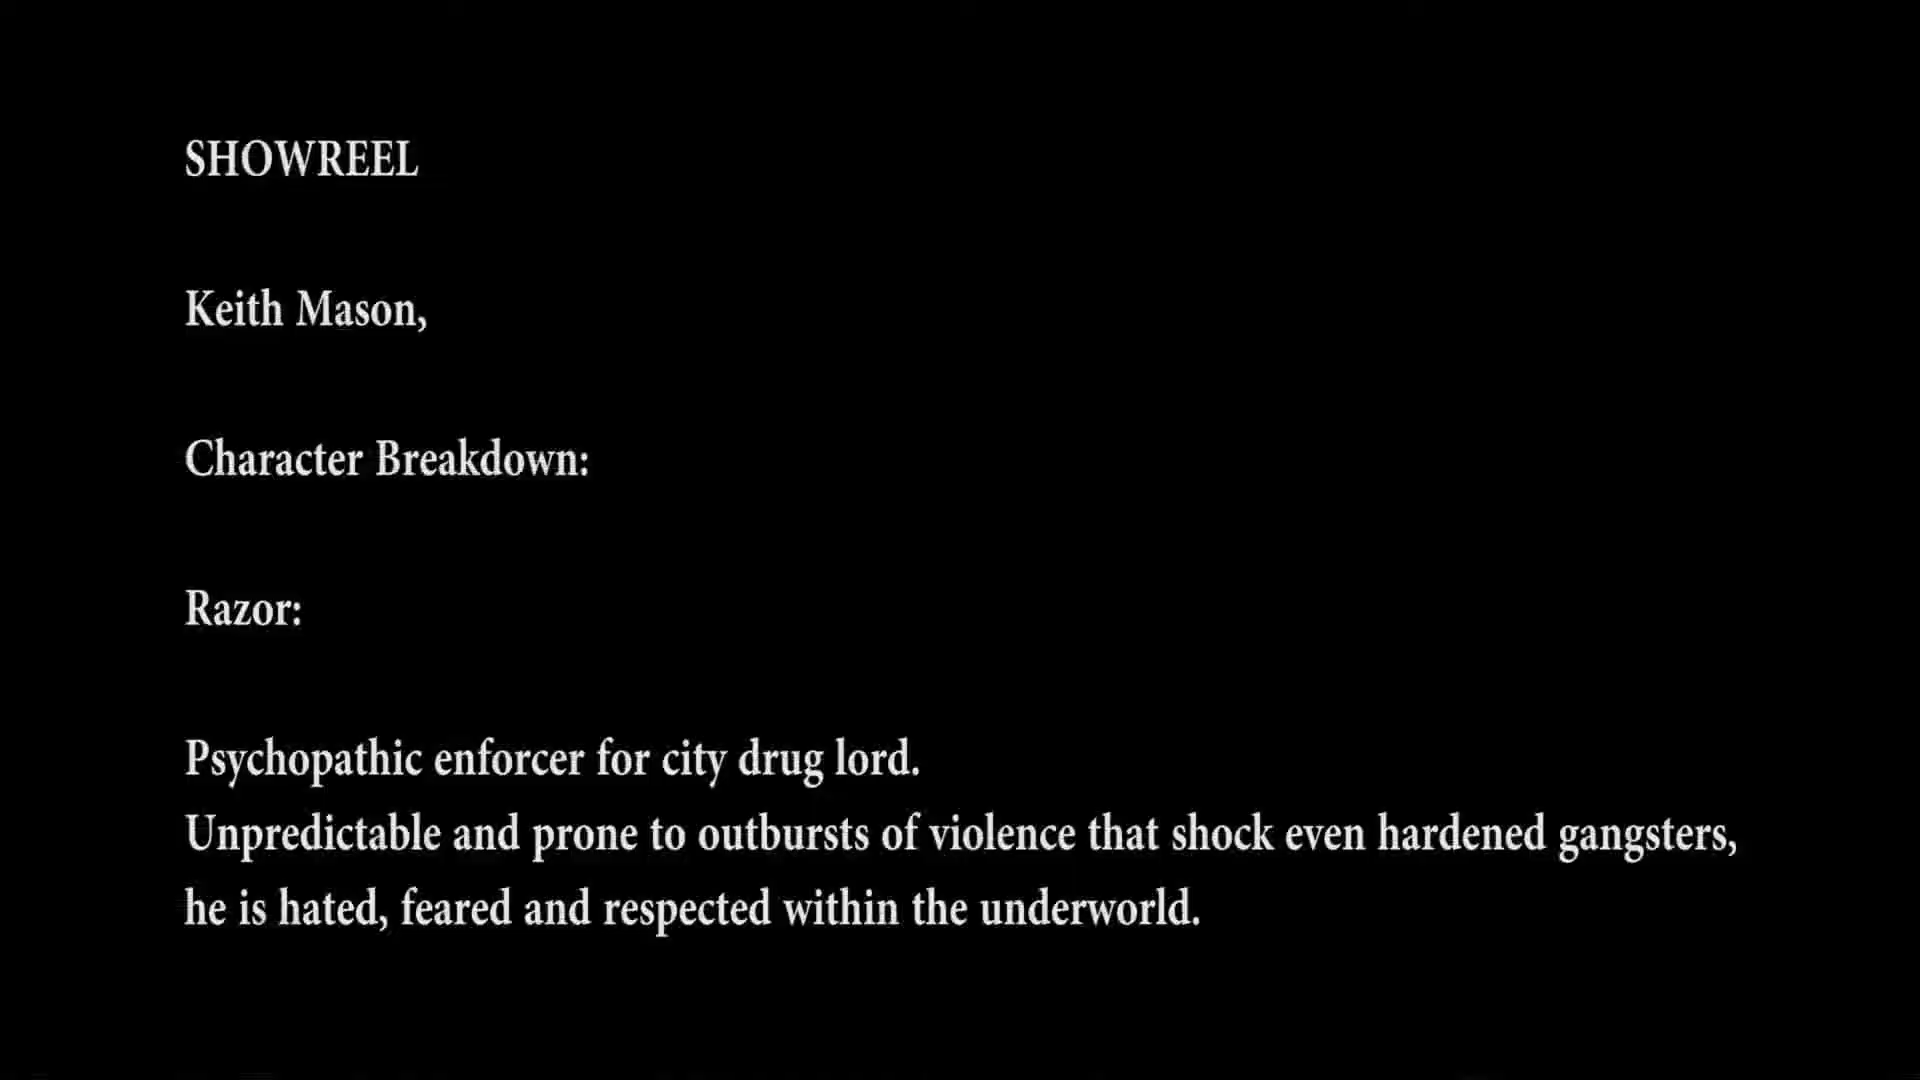 SHOWREEL
Keith Mason,
Character Breakdown:
Razor:
Psychopathic enforcer for city drug lord.
Unpredictable and prone to outbursts of violence that shock even hardened gangsters,
he is hated, feared and respected within the underworld.